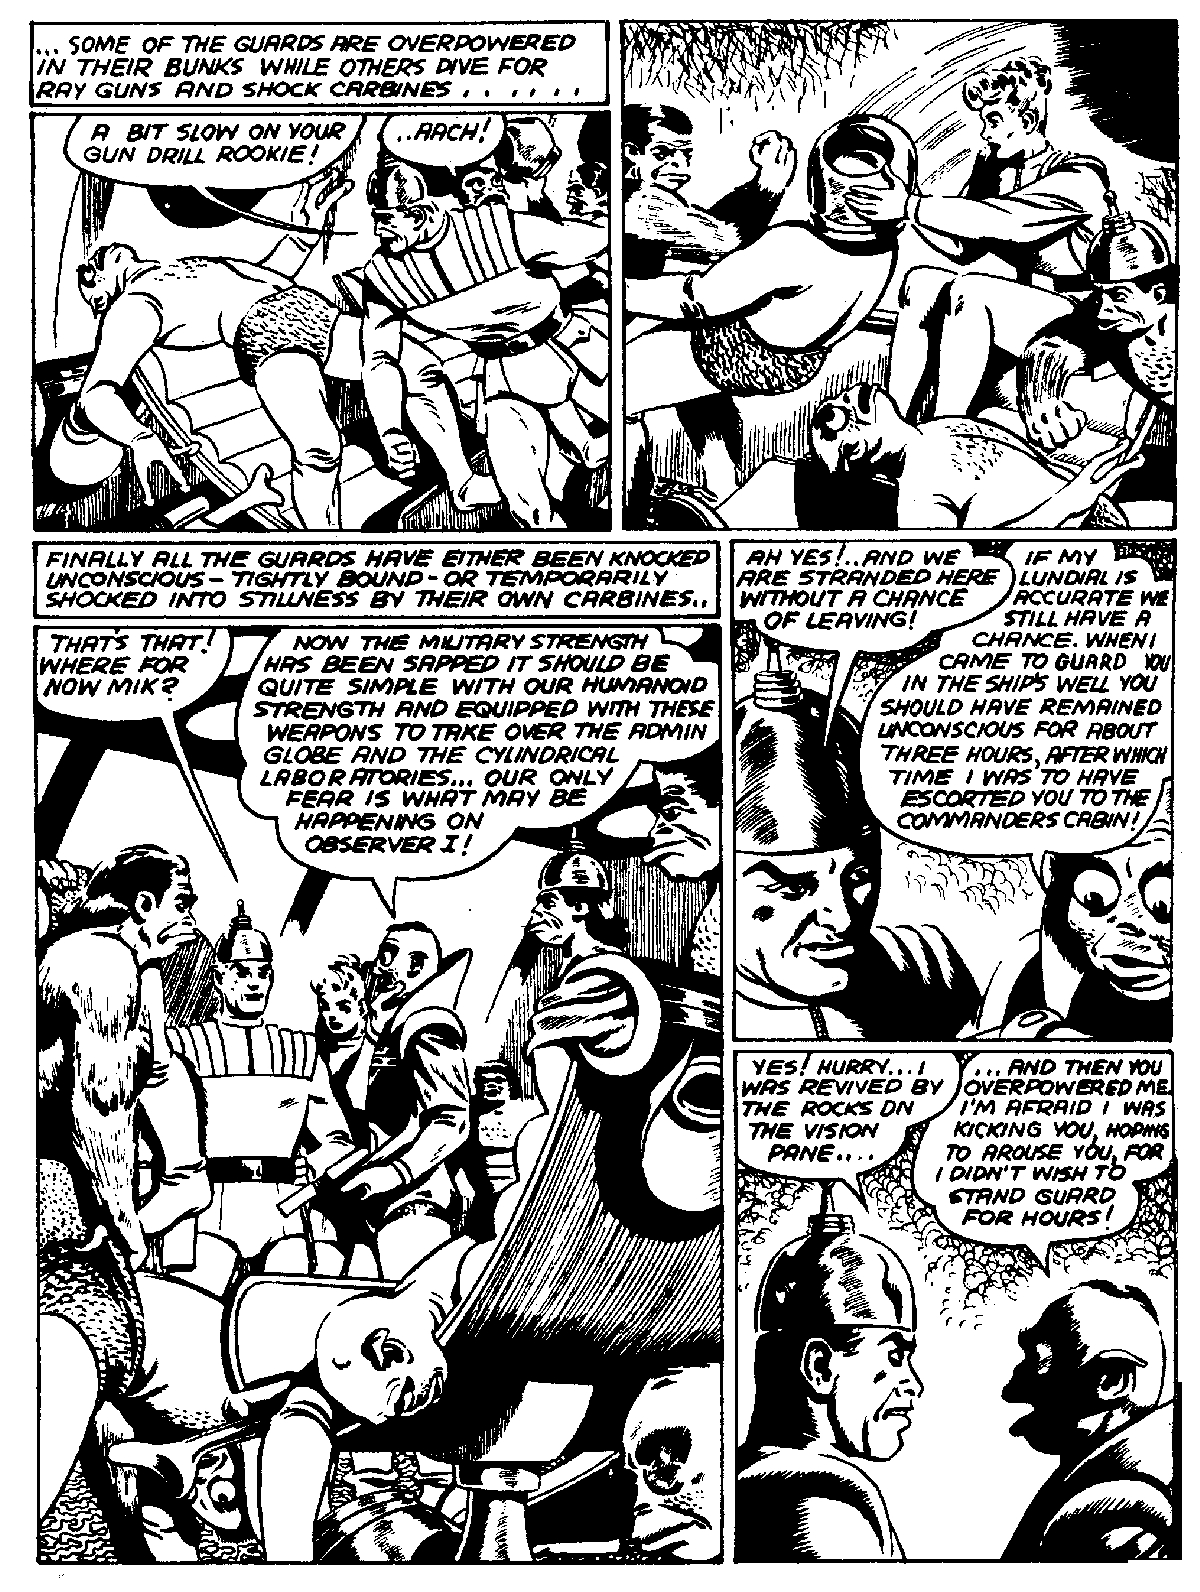 ... SOME OF THE GUARDS ARE OVERPOWERED
IN THEIR BUNKS WHILE OTHERS DIVE FOR
RAY GUNS AND SHOCK CARBINES . . . . . .
A BIT SLOW ON YOUR
GUN DRILL ROOKIE!
..AACH!
FINALLY ALL THE GUARDS HAVE EITHER BEEN KNOCKED
UNCONSCIOUS - TIGHTLY BOUND - OR TEMPORARILY
SHOCKED INTO STILLNESS BY THEIR OWN CARBINES..
THAT'S THAT!
WHERE FOR
NOW MIK?
NOW THE MILITARY STRENGTH
HAS BEEN SAPPED IT SHOULD BE
QUITE SIMPLE WITH OUR HUMANOID
STRENGTH AND EQUIPPED WITH THESE
WEAPONS TO TAKE OVER THE ADMIN
GLOBE AND THE CYLINDRICAL
LABORATORIES... OUR ONLY
FEAR IS WHAT MAY BE
HAPPENING ON
OBSERVER I!
AH YES!..AND WE
ARE STRANDED HERE
WITHOUT A CHANCE
OF LEAVING!
IF MY
LUNDIAL IS
ACCURATE WE
STILL HAVE A
CHANCE. WHEN I
CAME TO GUARD YOU
IN THE SHIP'S WELL YOU
SHOULD HAVE REMAINED
UNCONSCIOUS FOR ABOUT
THREE HOURS, AFTER WHICH
TIME I WAS TO HAVE
ESCORTED YOU TO THE
COMMANDERS CABIN!
YES! HURRY... I
WAS REVIVED BY
THE ROCKS ON
THE VISION
PANE....
... AND THEN YOU
OVERPOWERED ME.
I'M AFRAID I WAS
KICKING YOU, HOPING
TO AROUSE YOU, FOR
I DIDN'T WISH TO
STAND GUARD
FOR HOURS!